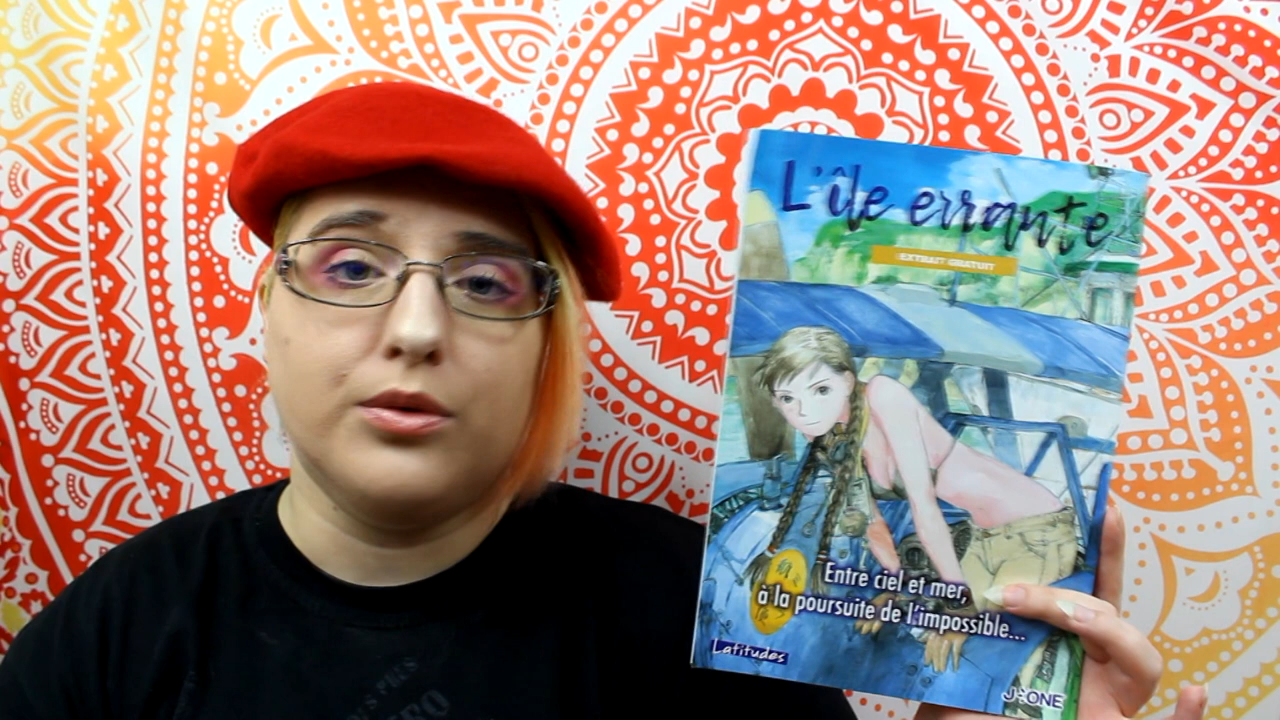 L'île errante
EXTRAIT GRATUIT
Entre ciel et mer,
à la poursuite de l'impossible...
Latitudes
J-ONE